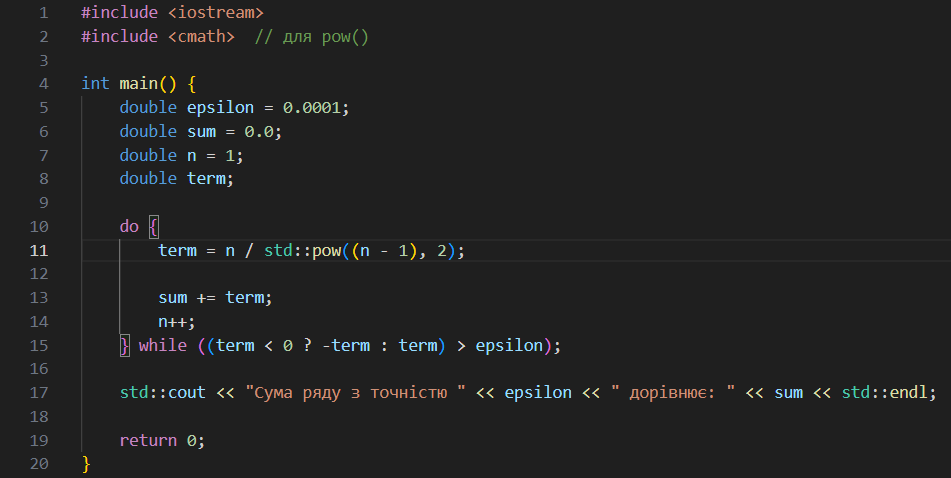 1 #include <iostream>
2 #include <cmath>  // для pow()
3
4 int main() {
5     double epsilon = 0.0001;
6     double sum = 0.0;
7     double n = 1;
8     double term;
9
10     do {
11         term = n / std::pow((n - 1), 2);
12
13         sum += term;
14         n++;
15     } while ((term < 0 ? -term : term) > epsilon);
16
17     std::cout << "Сума ряду з точністю " << epsilon << " дорівнює: " << sum << std::endl;
18
19     return 0;
20 }